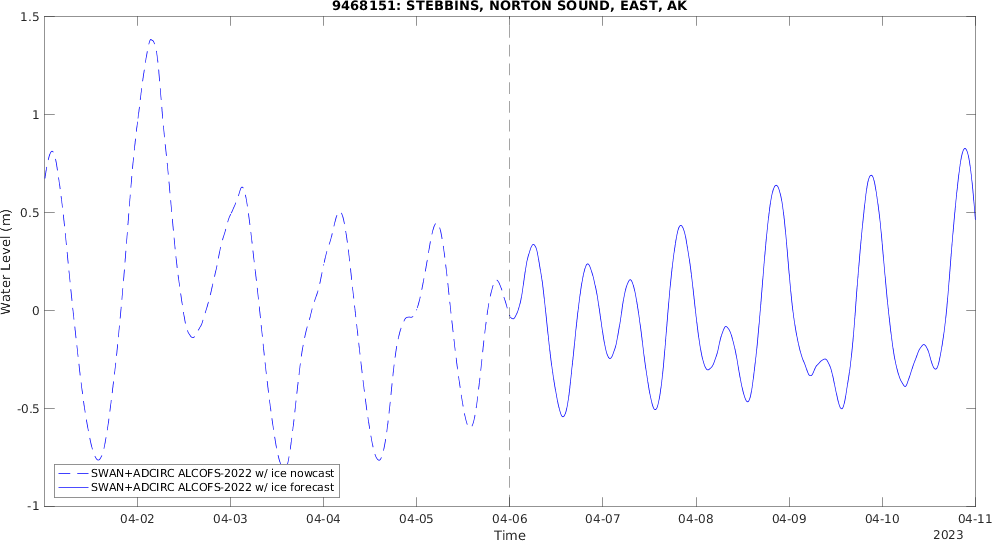 9468151: STEBBINS, NORTON SOUND, EAST, AK
1.5
1
0.5
0
-0.5
-1
Water Level (m)
SWAN+ADCIRC ALCOFS-2022 w/ ice nowcast
SWAN+ADCIRC ALCOFS-2022 w/ ice forecast
04-02 04-03 04-04 04-05 04-06 04-07 04-08 04-09 04-10 04-11
Time
2023